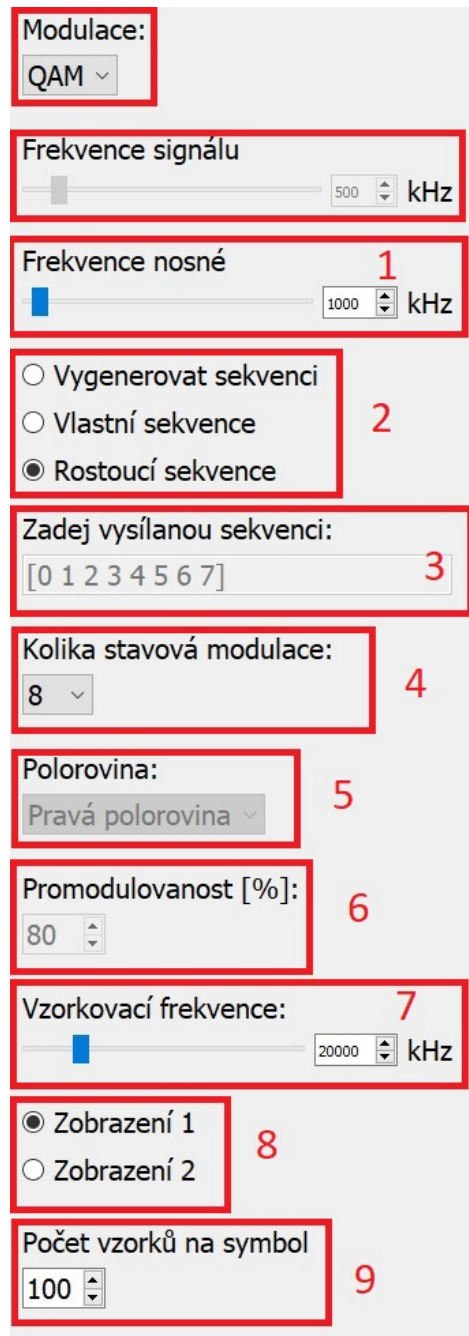 Modulace:
QAM
Frekvence signálu
500 kHz
Frekvence nosné 1
1000 kHz
Vygenerovat sekvenci
Vlastní sekvence 2
Rostoucí sekvence
Zadej vysílanou sekvenci:
[0 1 2 3 4 5 6 7] 3
Kolika stavová modulace:
8 4
Polorovina: 5
Pravá polorovina
Promodulovanost [%]: 6
80
Vzorkovací frekvence: 7
20000 kHz
Zobrazení 1
8
Zobrazení 2
Počet vzorků na symbol
100 9